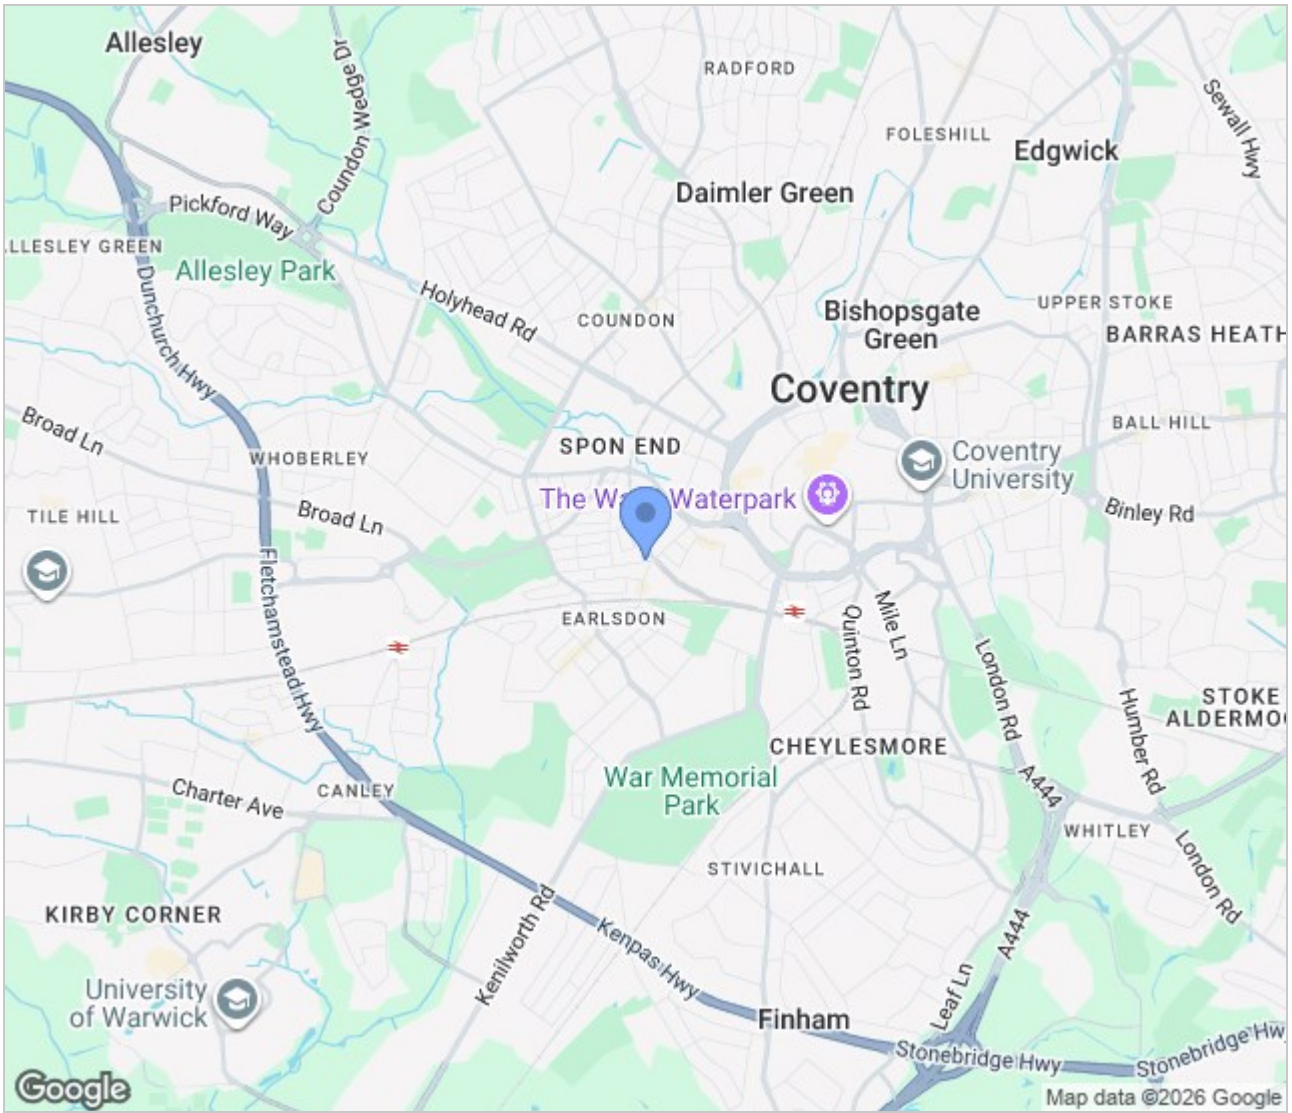 Allesley
Coundon Wedge Dr
RADFORD
Sewall Hwy
FOLESHILL
Edgwick
Daimler Green
Pickford Way
ALLESLEY GREEN
Allesley Park
Dunchurch Hwy
Holyhead Rd
COUNDON
Bishopsgate
Green
UPPER STOKE
BARRAS HEATH
Coventry
Broad Ln
WHOBERLEY
SPON END
BALL HILL
Coventry
University
The Wa Waterpark
TILE HILL
Broad Ln
Binley Rd
Fletchamstead Hwy
EARLSDON
Quinton Rd
Mile Ln
London Rd
STOKE
ALDERMO
Humber Rd
CHEYLESMORE
War Memorial
Park
A444
Charter Ave
CANLEY
WHITLEY
London Rd
STIVICHALL
KIRBY CORNER
Kenilworth Rd
Kenpas Hwy
A444
Leaf Ln
University
of Warwick
Finham
Stonebridge Hwy
Stonebridge Hw
Google
Map data ©2026 Google